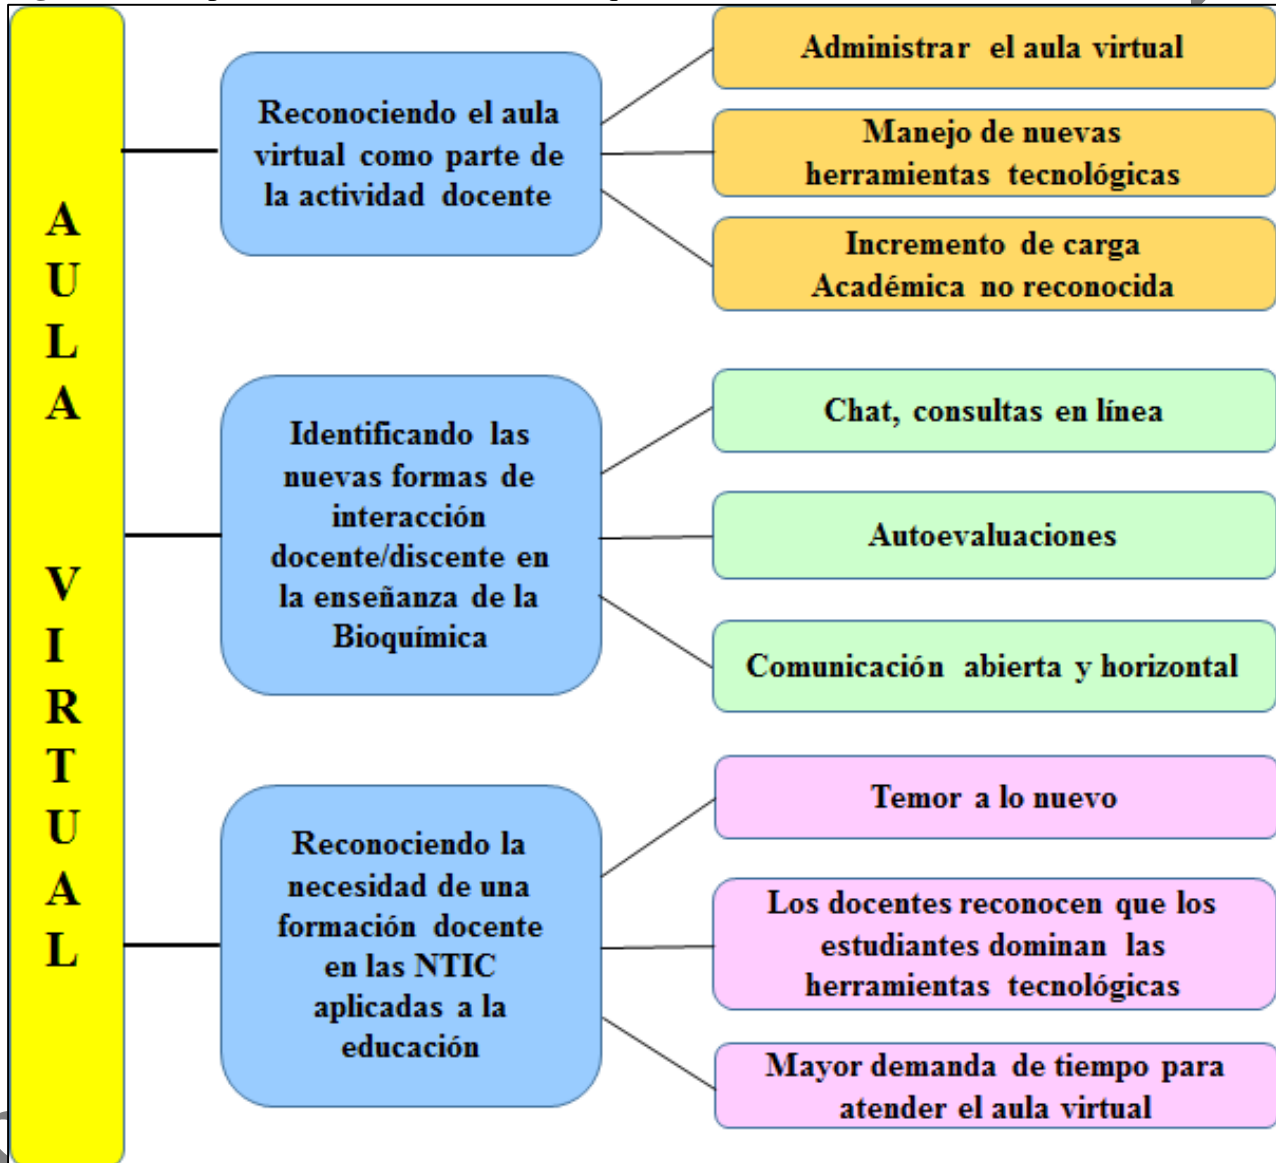 AULA VIRTUAL
Reconociendo el aula
virtual como parte de
la actividad docente
Administrar el aula virtual
Manejo de nuevas
herramientas tecnológicas
Incremento de carga
Académica no reconocida
Identificando las
nuevas formas de
interacción
docente/discente en
la enseñanza de la
Bioquímica
Chat, consultas en línea
Autoevaluaciones
Comunicación abierta y horizontal
Reconociendo la
necesidad de una
formación docente
en las NTIC
aplicadas a la
educación
Temor a lo nuevo
Los docentes reconocen que los
estudiantes dominan las
herramientas tecnológicas
Mayor demanda de tiempo para
atender el aula virtual